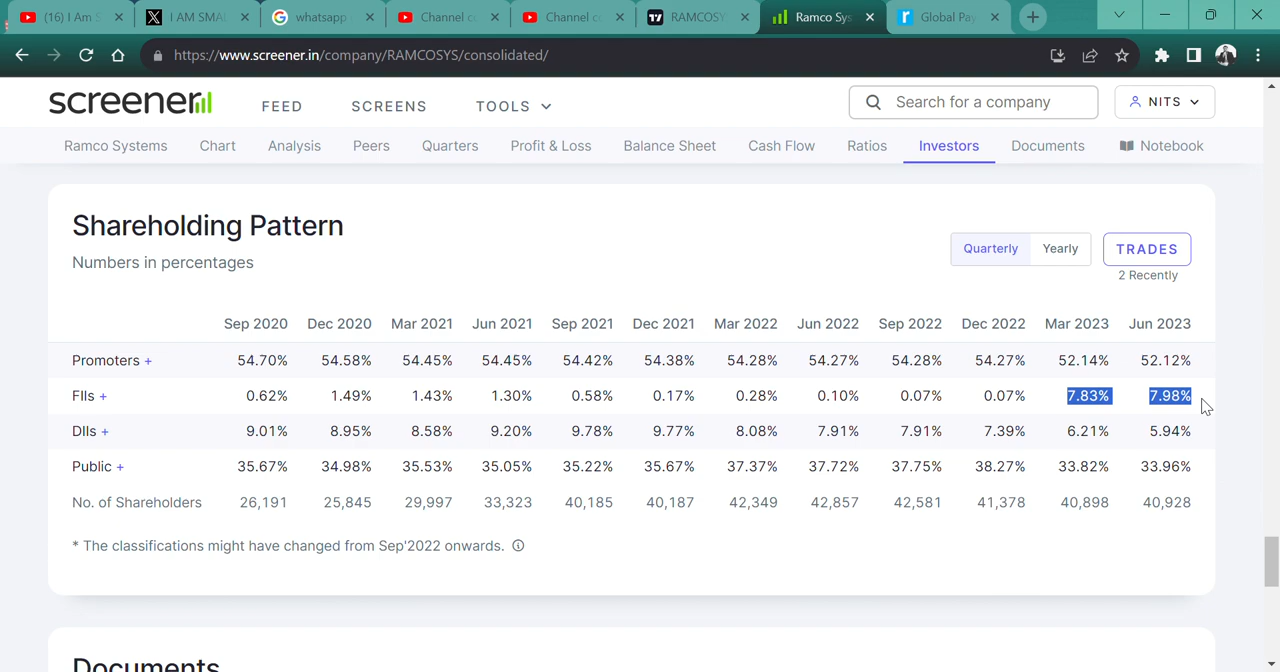 (16) I AM S
I AM SMAL
whatsapp
Channel co
Channel co
RAMCOSY
Ramco Sys
Global Pay
https://www.screener.in/company/RAMCOSYS/consolidated/
screener
FEED SCREENS TOOLS
Search for a company
NITS
Ramco Systems Chart Analysis Peers Quarters Profit & Loss Balance Sheet Cash Flow Ratios Investors Documents Notebook
Shareholding Pattern
Numbers in percentages
Quarterly Yearly TRADES
2 Recently
Sep 2020 Dec 2020 Mar 2021 Jun 2021 Sep 2021 Dec 2021 Mar 2022 Jun 2022 Sep 2022 Dec 2022 Mar 2023 Jun 2023
Promoters + 54.70% 54.58% 54.45% 54.45% 54.42% 54.38% 54.28% 54.27% 54.28% 54.27% 52.14% 52.12%
FIIs + 0.62% 1.49% 1.43% 1.30% 0.58% 0.17% 0.28% 0.10% 0.07% 0.07% 7.83% 7.98%
DIIs + 9.01% 8.95% 8.58% 9.20% 9.78% 9.77% 8.08% 7.91% 7.91% 7.39% 6.21% 5.94%
Public + 35.67% 34.98% 35.53% 35.05% 35.22% 35.67% 37.37% 37.72% 37.75% 38.27% 33.82% 33.96%
No. of Shareholders 26,191 25,845 29,997 33,323 40,185 40,187 42,349 42,857 42,581 41,378 40,898 40,928
* The classifications might have changed from Sep'2022 onwards.
Documents